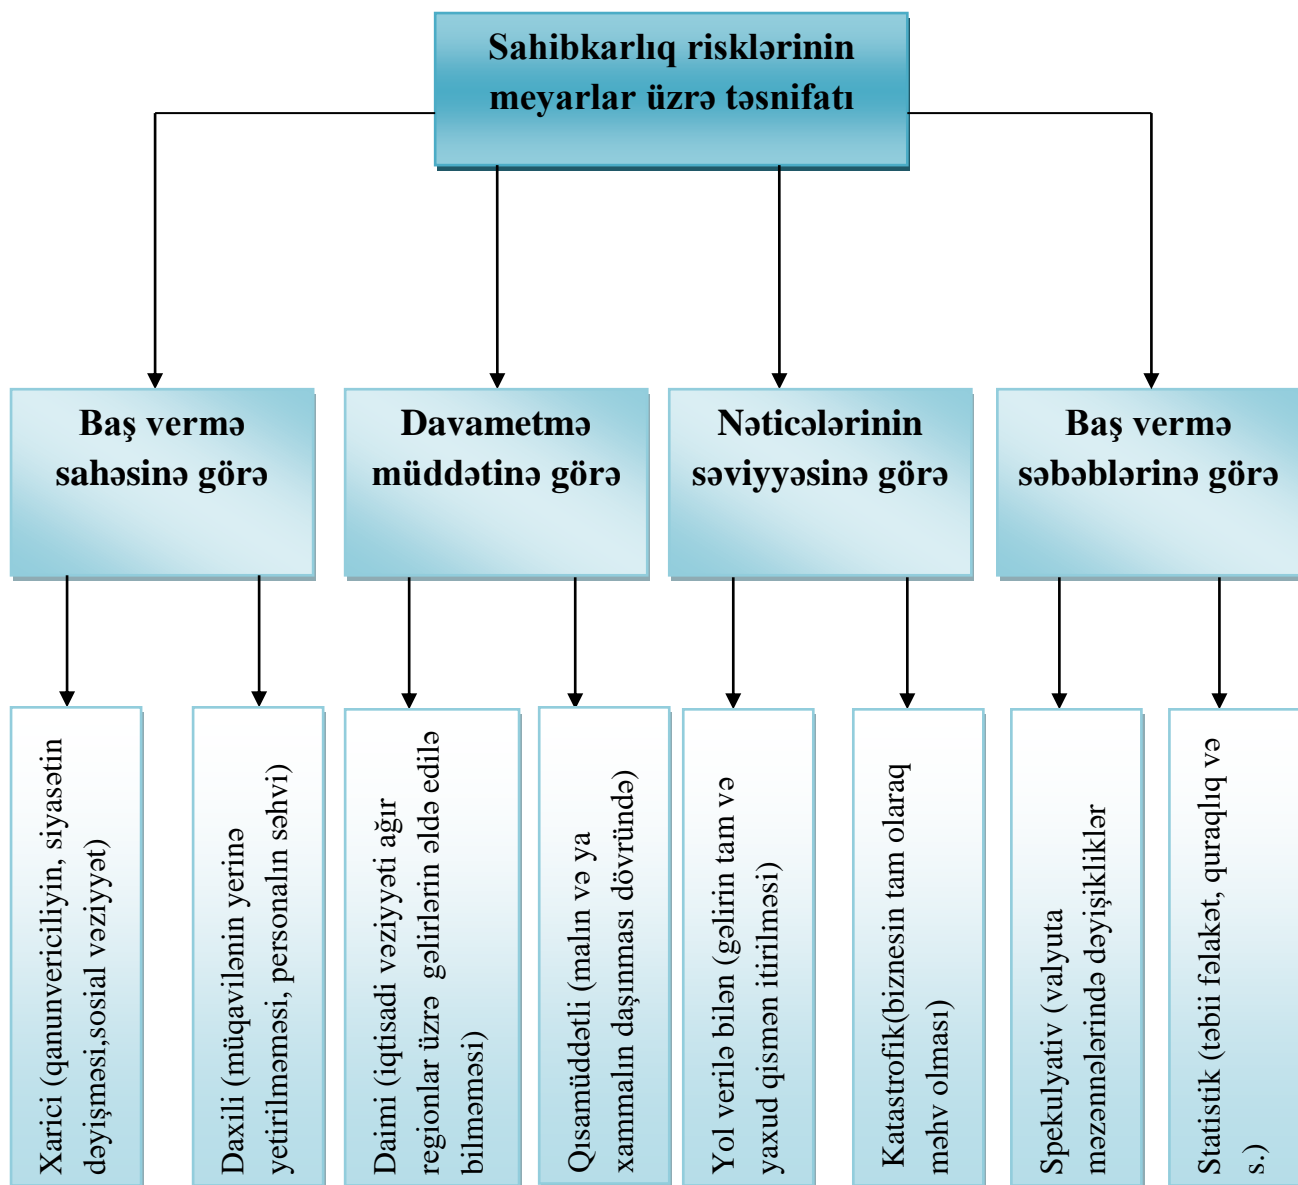 Sahibkarlıq risklərinin
meyarlar üzrə təsnifatı
Baş vermə
sahəsinə görə
Davametmə
müddətinə görə
Nəticələrinin
səviyyəsinə görə
Baş vermə
səbəblərinə görə
Xarici (qanunvericiliyin, siyasətin
dəyişməsi,sosial vəziyyət)
Daxili (müqavilənin yerinə
yetirilməməsi, personalın səhvi)
Daimi (iqtisadi vəziyyəti ağır
regionlar üzrə gəlirlərin əldə edilə
bilməməsi)
Qısamüddətli (malın və ya
xammalın daşınması dövründə)
Yol verilə bilən (gəlirin tam və
yaxud qismən itirilməsi)
Katastrofik(biznesin tam olaraq
məhv olması)
Spekulyativ (valyuta
məzənnələrində dəyişikliklər
Statistik (təbii fəlakət, quraqlıq və
s.)